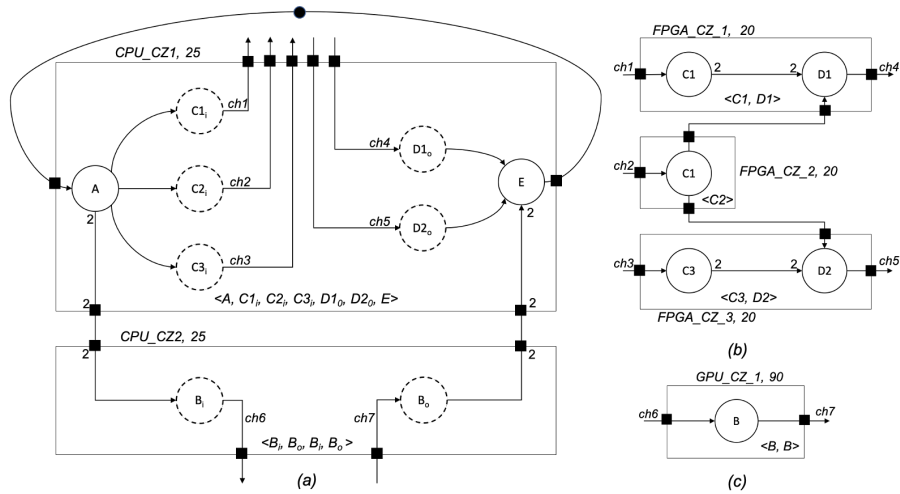 CPU_CZ1, 25
C1i
ch1
A
C2i
ch2
C3i
ch3
ch4
D1o
ch5
D2o
E
2
2
2
<A, C1i, C2i, C3i, D10, D20, E>
2
CPU_CZ2, 25
2
2
Bi
ch6
ch7
Bo
<Bi, Bo, Bi, Bo >
(a)
FPGA_CZ_1, 20
ch1
C1
2
2
D1
ch4
<C1, D1>
ch2
C1
FPGA_CZ_2, 20
<C2>
ch3
C3
2
2
D2
ch5
<C3, D2>
FPGA_CZ_3, 20
(b)
GPU_CZ_1, 90
ch6
B
ch7
<B, B>
(c)